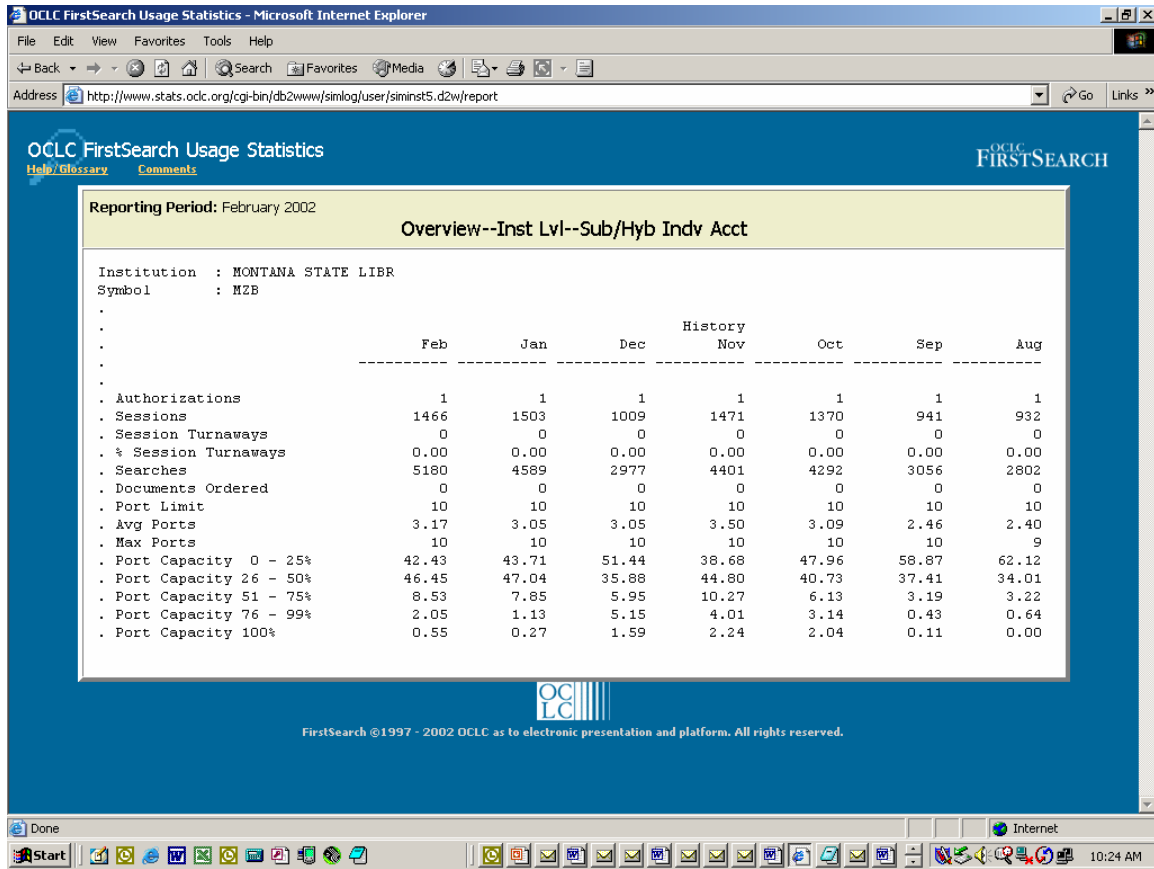 OCLC FirstSearch Usage Statistics - Microsoft Internet Explorer
File Edit View Favorites Tools Help
Back Search Favorites Media
Address http://www.stats.oclc.org/cgi-bin/db2www/simlog/user/siminst5.d2w/report Go Links »
OCLC FirstSearch Usage Statistics
Help/Glossary Comments
OCLC
FIRSTSEARCH
Reporting Period: February 2002
Overview--Inst Lvl--Sub/Hyb Indv Acct
Institution : MONTANA STATE LIBR
Symbol : MZB
.
. History
. Feb Jan Dec Nov Oct Sep Aug
. ---------- ---------- ---------- ---------- ---------- ---------- ----------
.
. Authorizations 1 1 1 1 1 1 1
. Sessions 1466 1503 1009 1471 1370 941 932
. Session Turnaways 0 0 0 0 0 0 0
. % Session Turnaways 0.00 0.00 0.00 0.00 0.00 0.00 0.00
. Searches 5180 4589 2977 4401 4292 3056 2802
. Documents Ordered 0 0 0 0 0 0 0
. Port Limit 10 10 10 10 10 10 10
. Avg Ports 3.17 3.05 3.05 3.50 3.09 2.46 2.40
. Max Ports 10 10 10 10 10 10 9
. Port Capacity 0 - 25% 42.43 43.71 51.44 38.68 47.96 58.87 62.12
. Port Capacity 26 - 50% 46.45 47.04 35.88 44.80 40.73 37.41 34.01
. Port Capacity 51 - 75% 8.53 7.85 5.95 10.27 6.13 3.19 3.22
. Port Capacity 76 - 99% 2.05 1.13 5.15 4.01 3.14 0.43 0.64
. Port Capacity 100% 0.55 0.27 1.59 2.24 2.04 0.11 0.00
OC
LC
FirstSearch ©1997 - 2002 OCLC as to electronic presentation and platform. All rights reserved.
Done Internet
Start 10:24 AM